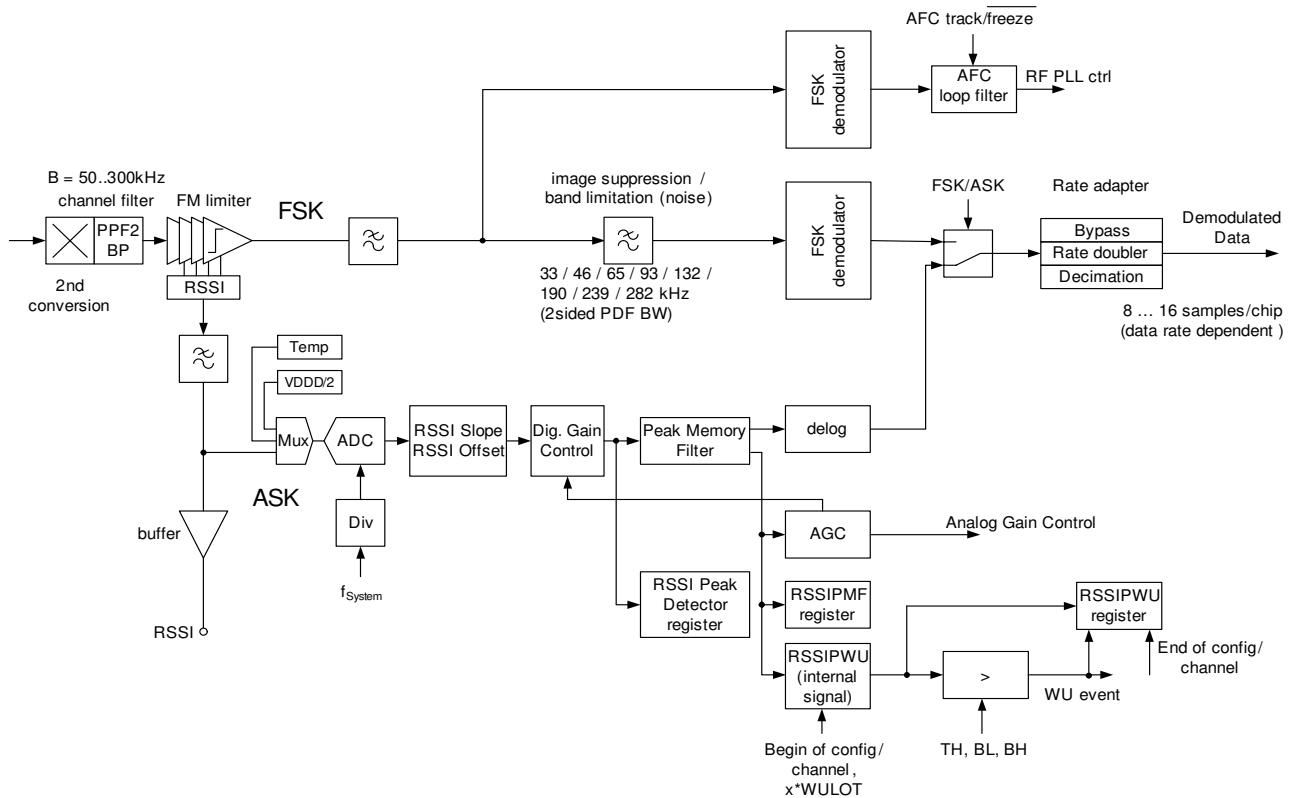 AFC track/freeze
FSK
demodulator
AFC
loop filter
RF PLL ctrl
B = 50..300kHz
channel filter
FM limiter
FSK
image suppression /
band limitation (noise)
FSK/ASK
Rate adapter
PPF2
BP
FSK
demodulator
Bypass
Rate doubler
Decimation
Demodulated
Data
2nd
conversion
RSSI
33 / 46 / 65 / 93 / 132 /
190 / 239 / 282 kHz
(2sided PDF BW)
8 ... 16 samples/chip
(data rate dependent )
Temp
VDDD/2
Mux
ADC
RSSI Slope
RSSI Offset
Dig. Gain
Control
Peak Memory
Filter
delog
ASK
buffer
Div
fSystem
AGC
Analog Gain Control
RSSI
RSSI Peak
Detector
register
RSSIPMF
register
RSSIPWU
register
RSSIPWU
(internal
signal)
>
WU event
End of config/
channel
Begin of config/
channel ,
x*WULOT
TH, BL, BH